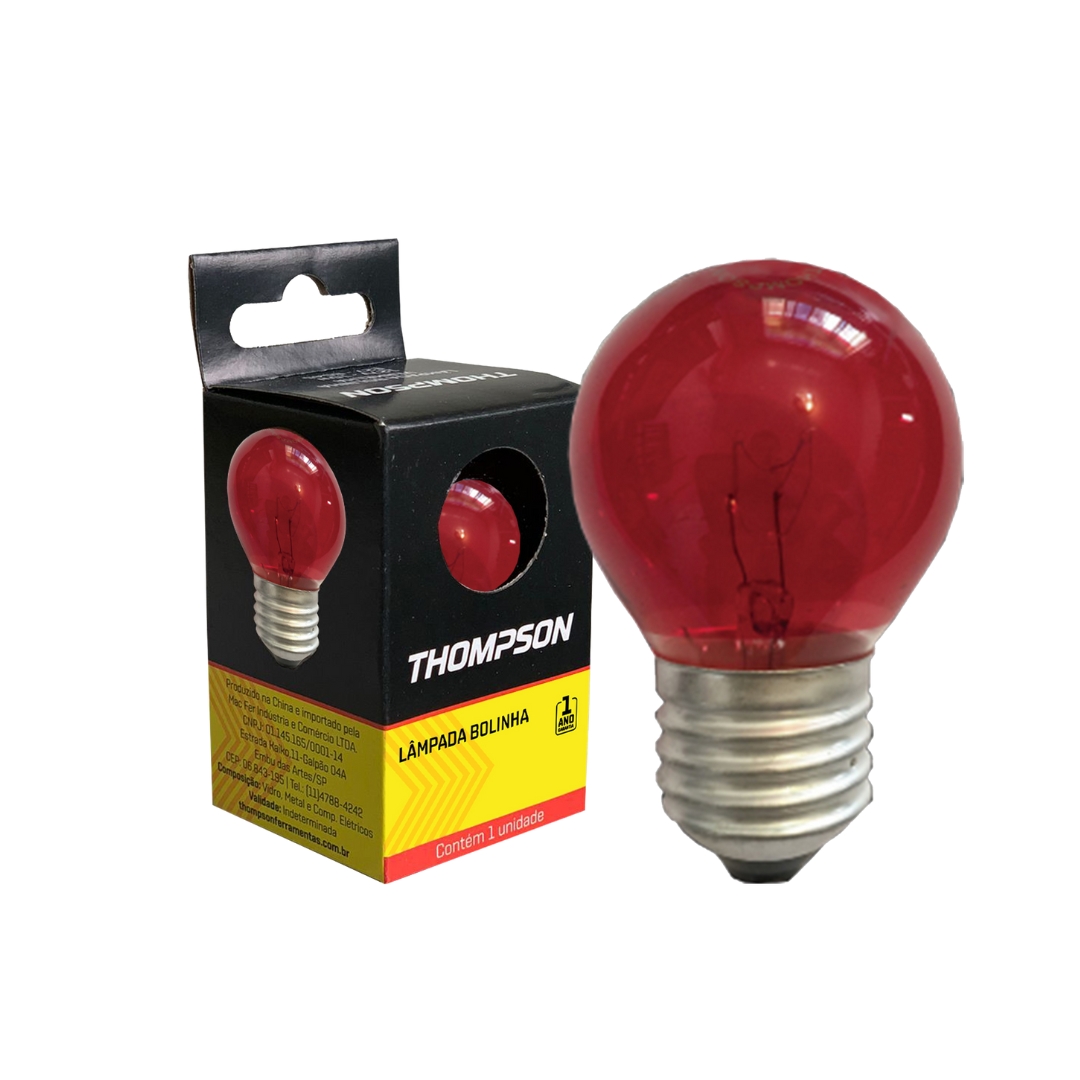 THOMPSON
THOMPSON
LÂMPADA BOLINHA
1
ANO
GARANTIA
Contém 1 unidade
Produzido na China e importado pela
Mac Fer Indústria e Comércio LTDA
CNPJ: 01.145.165/0001-14
Estrada Haiko,11-Galpão 04A
Embu das Artes/SP
CEP: 06.843-195 | Tel.: (11)4788-4242
Composição: Vidro, Metal e Comp. Elétricos
Validade: Indeterminada
thompsonferramentas.com.br